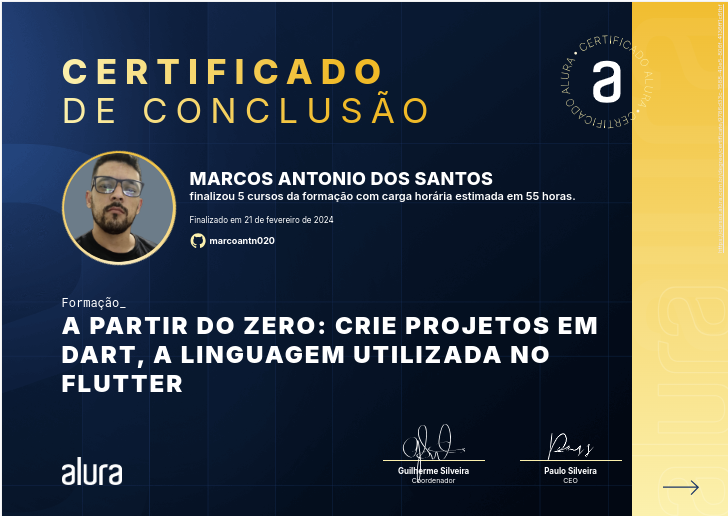 CERTIFICADO
DE CONCLUSÃO
CERTIFICADO ALURA • CERTIFICADO ALURA •
a
MARCOS ANTONIO DOS SANTOS
finalizou 5 cursos da formação com carga horária estimada em 55 horas.
Finalizado em 21 de fevereiro de 2024
marcoantn020
Formação_
A PARTIR DO ZERO: CRIE PROJETOS EM
DART, A LINGUAGEM UTILIZADA NO
FLUTTER
alura
Guilherme Silveira
Coordenador
Paulo Silveira
CEO
alura